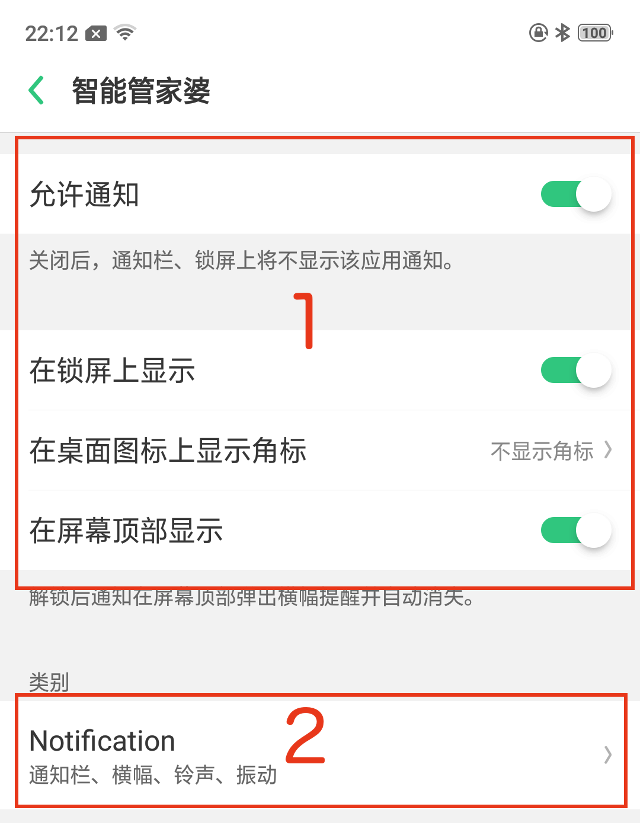 22:12
100
智能管家婆
允许通知
关闭后，通知栏、锁屏上将不显示该应用通知。
1
在锁屏上显示
在桌面图标上显示角标 不显示角标
在屏幕顶部显示
解锁后通知在屏幕顶部弹出横幅提醒并自动消失。
类别
2
Notification
通知栏、横幅、铃声、振动